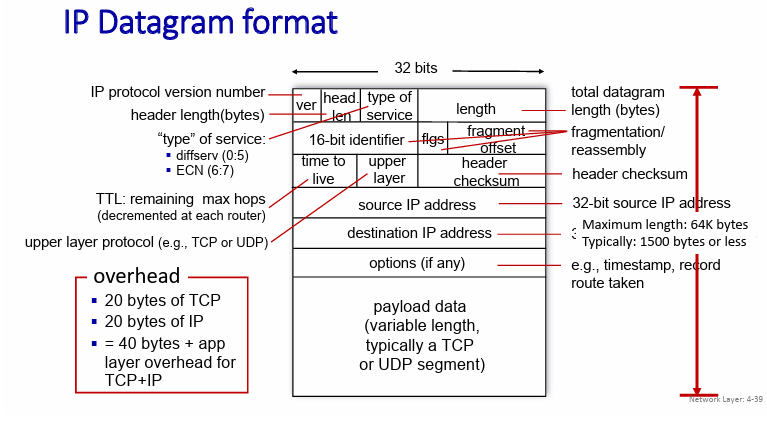 IP Datagram format
32 bits
IP protocol version number
header length(bytes)
“type” of service:
diffserv (0:5)
ECN (6:7)
TTL: remaining max hops
(decremented at each router)
upper layer protocol (e.g., TCP or UDP)
overhead
20 bytes of TCP
20 bytes of IP
= 40 bytes + app
layer overhead for
TCP+IP
ver
head.
len
type of
service
length
16-bit identifier
flgs
fragment
offset
time to
live
upper
layer
header
checksum
source IP address
destination IP address
options (if any)
payload data
(variable length,
typically a TCP
or UDP segment)
total datagram
length (bytes)
fragmentation/
reassembly
header checksum
32-bit source IP address
Maximum length: 64K bytes
Typically: 1500 bytes or less
e.g., timestamp, record
route taken
Network Layer: 4-39